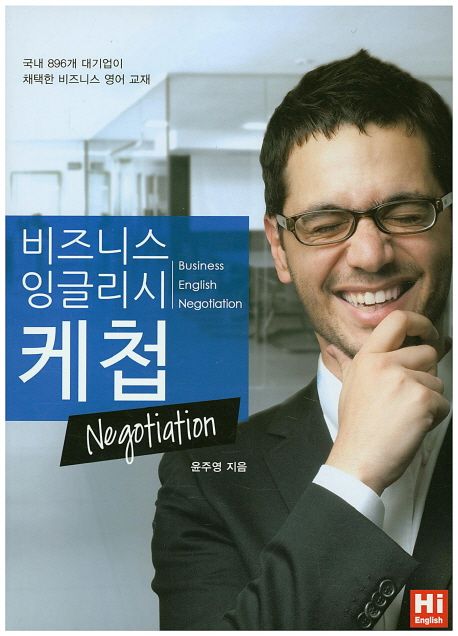 국내 896개 대기업이
채택한 비즈니스 영어 교재
비즈니스
잉글리시
Business
English
Negotiation
케첩
Negotiation
윤주영 지음
Hi
English